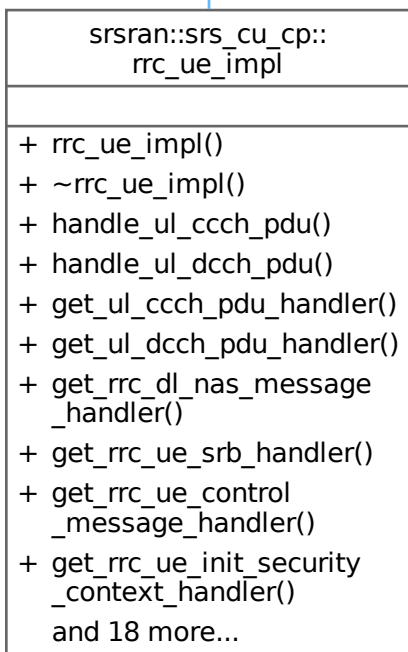 srsran::srs_cu_cp::
rrc_ue_impl
+ rrc_ue_impl()
+ ~rrc_ue_impl()
+ handle_ul_ccch_pdu()
+ handle_ul_dcch_pdu()
+ get_ul_ccch_pdu_handler()
+ get_ul_dcch_pdu_handler()
+ get_rrc_dl_nas_message
_handler()
+ get_rrc_ue_srb_handler()
+ get_rrc_ue_control
_message_handler()
+ get_rrc_ue_init_security
_context_handler()
and 18 more...